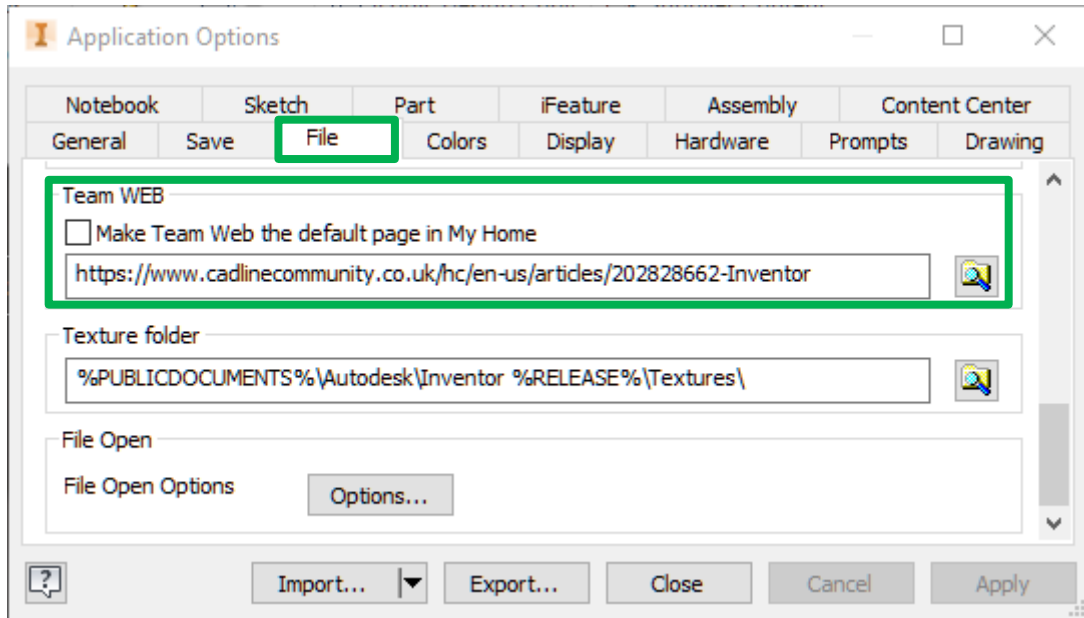 Application Options
Notebook Sketch Part iFeature Assembly Content Center
General Save File Colors Display Hardware Prompts Drawing
Team WEB
Make Team Web the default page in My Home
https://www.cadlinecommunity.co.uk/hc/en-us/articles/202828662-Inventor
Texture folder
%PUBLICDOCUMENTS%\Autodesk\Inventor %RELEASE%\Textures\
File Open
File Open Options Options...
Import... Export... Close Cancel Apply